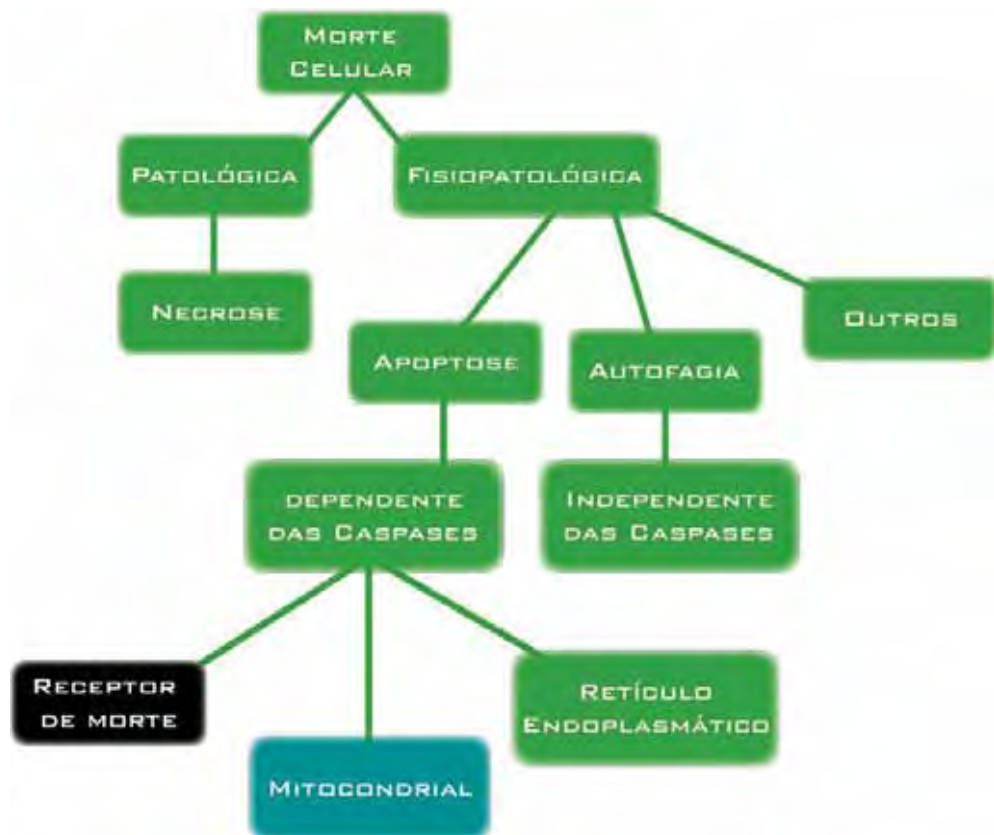 MORTE
CELULAR
PATOLÓGICA
FISIOPATOLÓGICA
NECROSE
OUTROS
APOPTOSE
AUTOFAGIA
DEPENDENTE
DAS CASPASES
INDEPENDENTE
DAS CASPASES
RECEPTOR
DE MORTE
RETÍCULO
ENDOPLASMÁTICO
MITOCONDRIAL